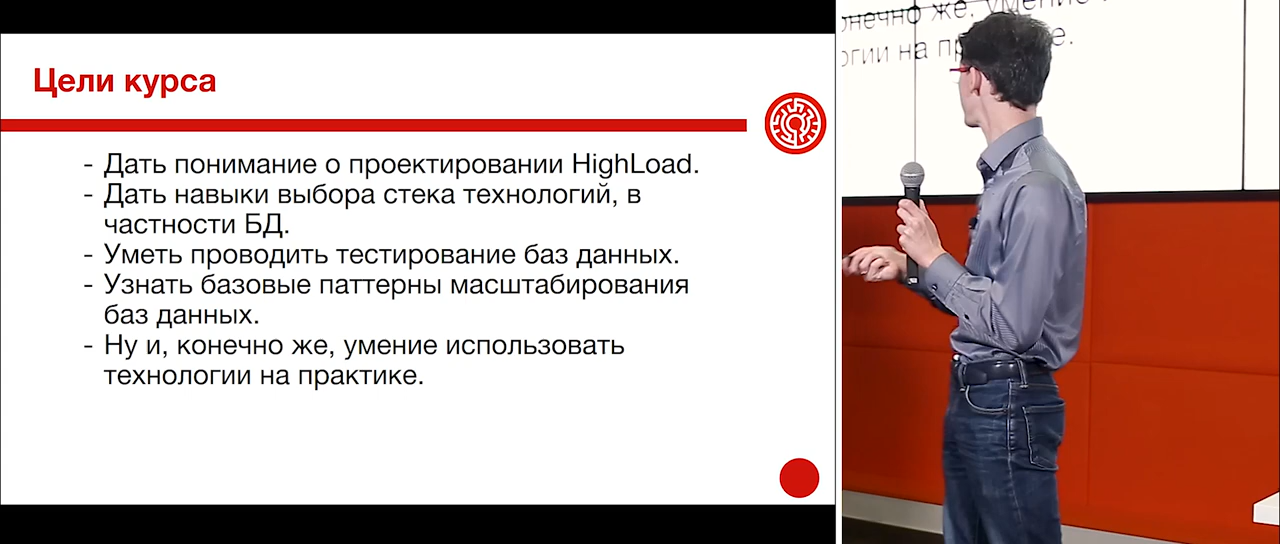 Цели курса
- Дать понимание о проектировании HighLoad.
- Дать навыки выбора стека технологий, в
частности БД.
- Уметь проводить тестирование баз данных.
- Узнать базовые паттерны масштабирования
баз данных.
- Ну и, конечно же, умение использовать
технологии на практике.